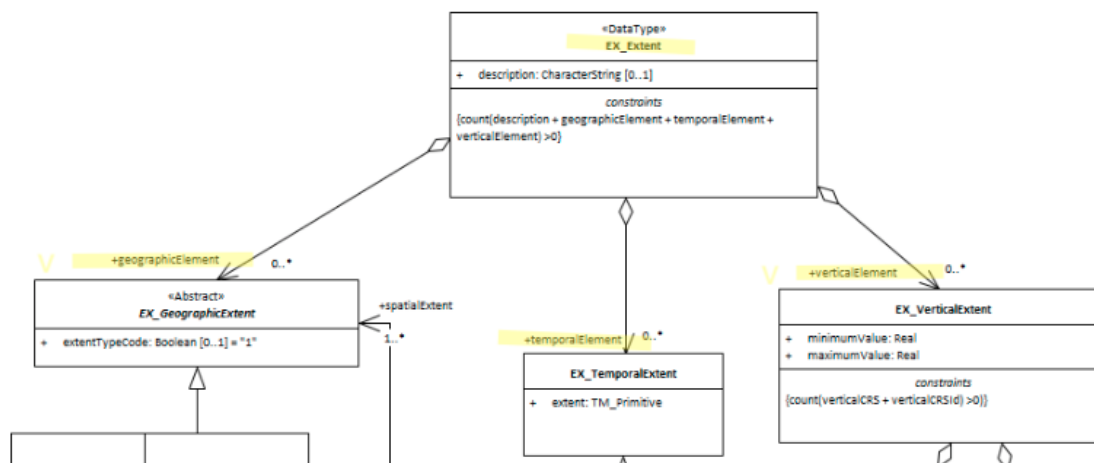 «DataType»
EX_Extent
+ description: CharacterString [0..1]
constraints
{count(description + geographicElement + temporalElement +
verticalElement) >0}
V +geographicElement 0..*
V +verticalElement 0..*
«Abstract»
EX_GeographicExtent
+ extentTypeCode: Boolean [0..1] = "1"
+spatialExtent
1..*
+temporalElement 0..*
EX_TemporalExtent
+ extent: TM_Primitive
EX_VerticalExtent
+ minimumValue: Real
+ maximumValue: Real
constraints
{count(verticalCRS + verticalCRSId) >0)}